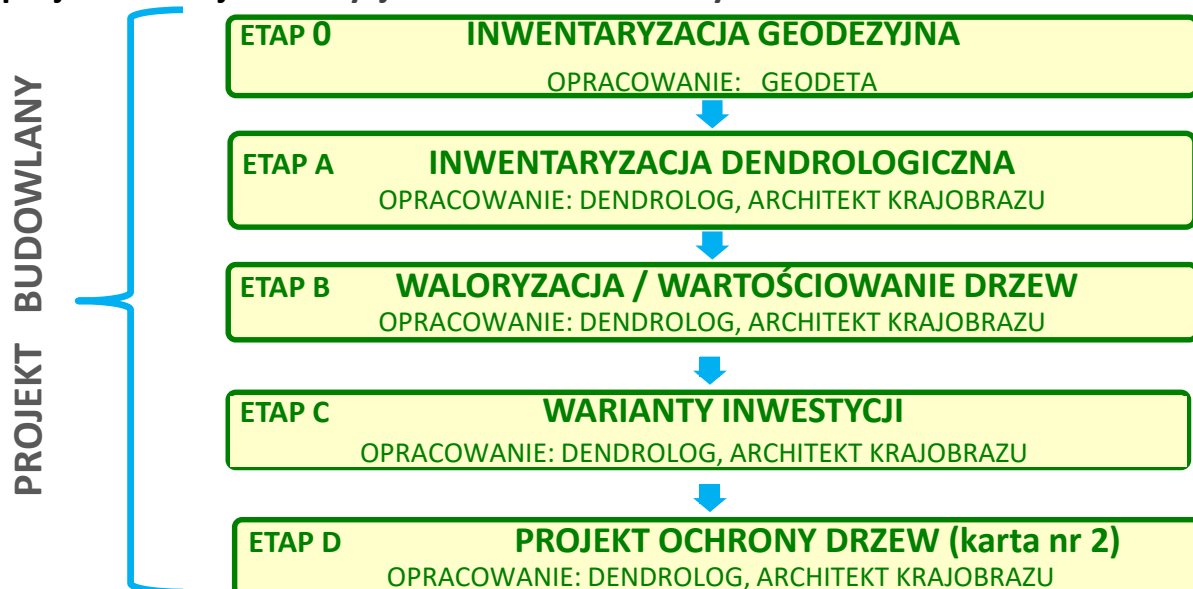 PROJEKT BUDOWLANY
ETAP 0 INWENTARYZACJA GEODEZYJNA
OPRACOWANIE: GEODETA
ETAP A INWENTARYZACJA DENDROLOGICZNA
OPRACOWANIE: DENDROLOG, ARCHITEKT KRAJOBRAZU
ETAP B WALORYZACJA / WARTOŚCIOWANIE DRZEW
OPRACOWANIE: DENDROLOG, ARCHITEKT KRAJOBRAZU
ETAP C WARIANTY INWESTYCJI
OPRACOWANIE: DENDROLOG, ARCHITEKT KRAJOBRAZU
ETAP D PROJEKT OCHRONY DRZEW (karta nr 2)
OPRACOWANIE: DENDROLOG, ARCHITEKT KRAJOBRAZU